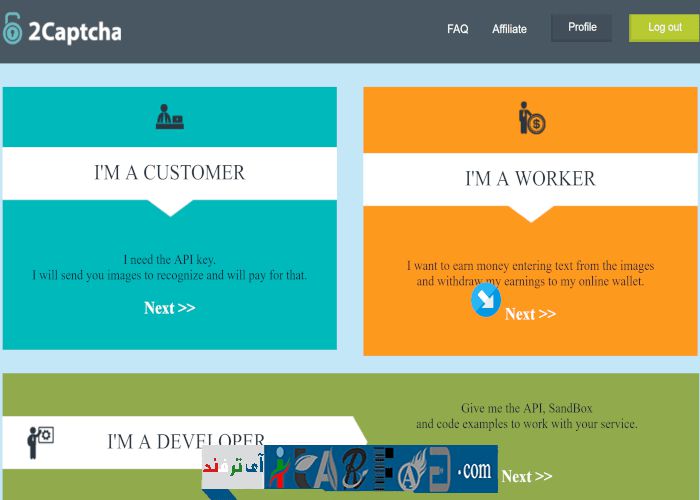 2Captcha
FAQ
Affiliate
Profile
Log out
I'M A CUSTOMER
I need the API key.
I will send you images to recognize and will pay for that.
Next >>
I'M A WORKER
I want to earn money entering text from the images
and withdraw my earnings to my online wallet.
Next >>
I'M A DEVELOPER
Give me the API, SandBox
and code examples to work with your service.
Next >>
آی ترفند
.com